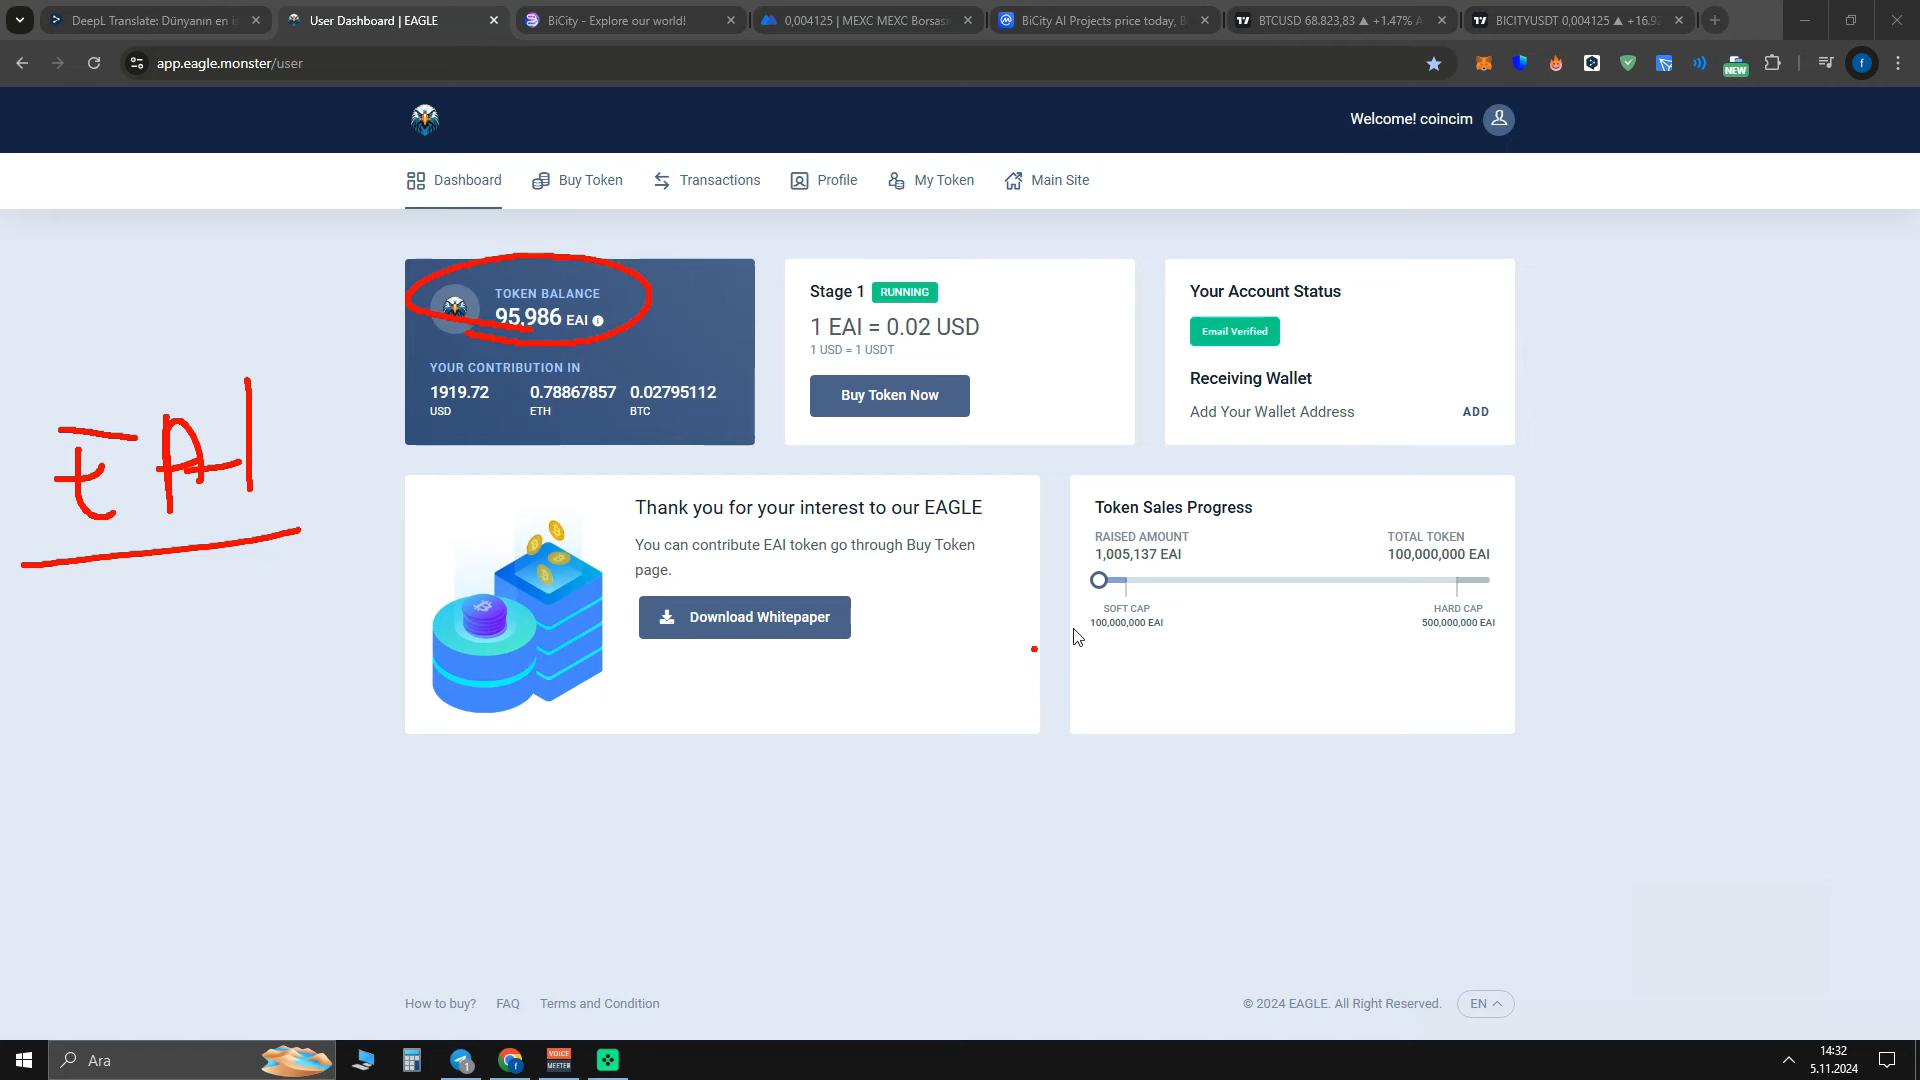 DeepL Translate: Dünyanın en is
User Dashboard | EAGLE
BiCity - Explore our world!
0,004125 | MEXC MEXC Borsası
BiCity AI Projects price today, B
BTCUSD 68.823,83 ▲ +1.47% A
BICITYUSDT 0,004125 ▲ +16.92
app.eagle.monster/user
NEW
f
Welcome! coincim
Dashboard
Buy Token
Transactions
Profile
My Token
Main Site
TOKEN BALANCE
95,986 EAI
YOUR CONTRIBUTION IN
1919.72 0.78867857 0.02795112
USD ETH BTC
Stage 1 RUNNING
1 EAI = 0.02 USD
1 USD = 1 USDT
Buy Token Now
Your Account Status
Email Verified
Receiving Wallet
Add Your Wallet Address ADD
EAI
Thank you for your interest to our EAGLE
You can contribute EAI token go through Buy Token
page.
Download Whitepaper
Token Sales Progress
RAISED AMOUNT TOTAL TOKEN
1,005,137 EAI 100,000,000 EAI
SOFT CAP HARD CAP
100,000,000 EAI 500,000,000 EAI
How to buy? FAQ Terms and Condition
© 2024 EAGLE. All Right Reserved. EN
Ara
1
f
VOICE
MEETER
14:32
5.11.2024